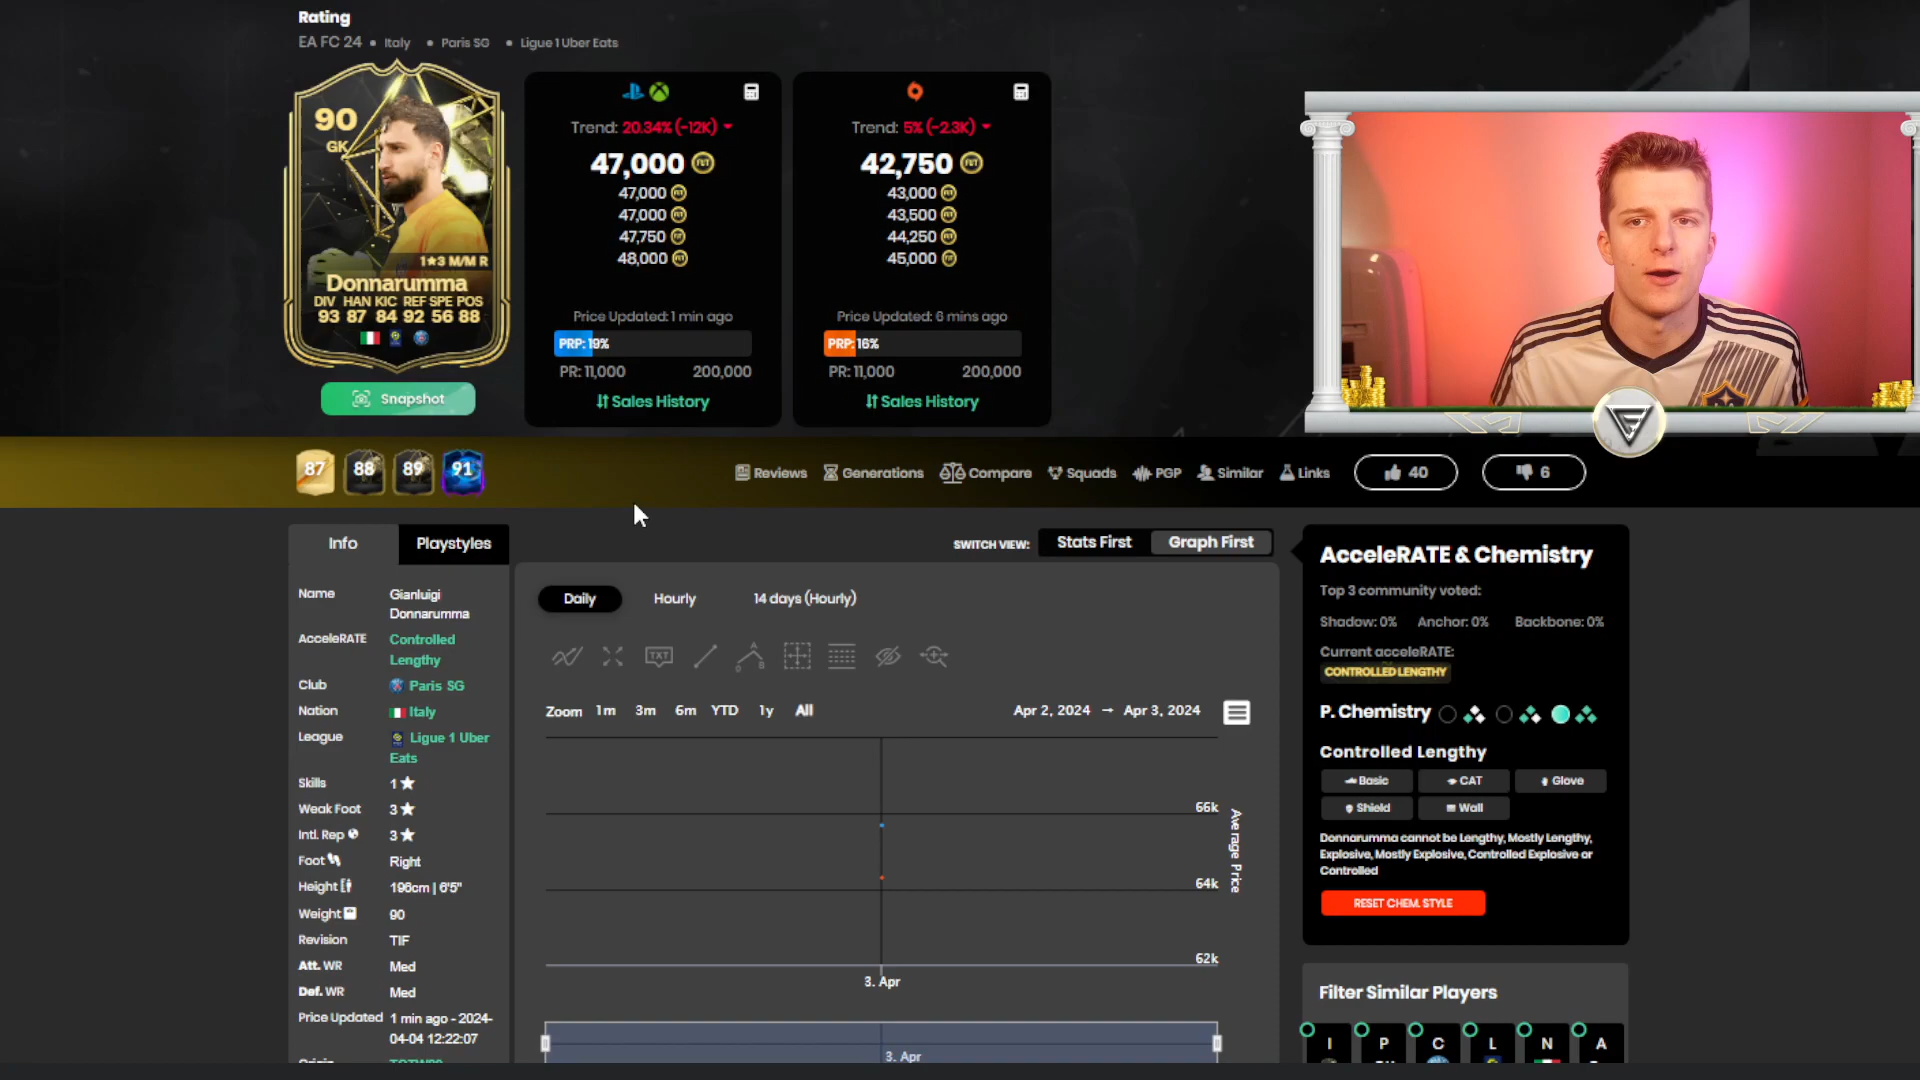 Rating
EA FC 24 • Italy • Paris SG • Ligue 1 Uber Eats
90
GK
1★3 M/M R
Donnarumma
DIV HAN KIC REF SPE POS
93 87 84 92 56 88
Snapshot
Trend: 20.34% (-12K)
47,000
47,000
47,000
47,750
48,000
Price Updated: 1 min ago
PRP: 19%
PR: 11,000 200,000
Sales History
Trend: 5% (-2.3K)
42,750
43,000
43,500
44,250
45,000
Price Updated: 6 mins ago
PRP: 16%
PR: 11,000 200,000
Sales History
87 88 89 91
Reviews Generations Compare Squads PGP Similar Links 40 6
Info Playstyles
Name Gianluigi
Donnarumma
AcceleRATE Controlled
Lengthy
Club Paris SG
Nation Italy
League Ligue 1 Uber
Eats
Skills 1★
Weak Foot 3★
Intl. Rep 3★
Foot Right
Height 196cm | 6'5"
Weight 90
Revision TIF
Att. WR Med
Def. WR Med
Price Updated 1 min ago - 2024-
04-04 12:22:07
SWITCH VIEW: Stats First Graph First
Daily Hourly 14 days (Hourly)
TXT
Zoom 1m 3m 6m YTD 1y All Apr 2, 2024 → Apr 3, 2024
66k
64k
62k
Average Price
3. Apr
3. Apr
AcceleRATE & Chemistry
Top 3 community voted:
Shadow: 0% Anchor: 0% Backbone: 0%
Current acceleRATE:
CONTROLLED LENGTHY
P. Chemistry
Controlled Lengthy
Basic CAT Glove
Shield Wall
Donnarumma cannot be Lengthy, Mostly Lengthy,
Explosive, Mostly Explosive, Controlled Explosive or
Controlled
RESET CHEM. STYLE
Filter Similar Players
I P C L N A